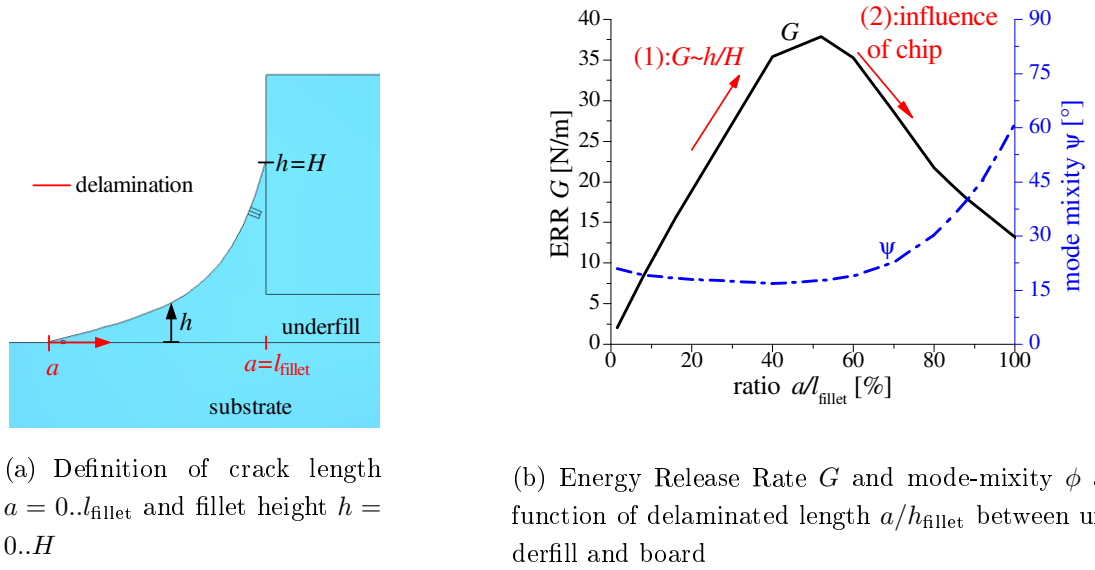 h=H
delamination
h
underfill
a
a=l_fillet
substrate
(a) Definition of crack length
a = 0..l_fillet and fillet height h =
0..H
40
35
30
25
20
15
10
5
0
ERR G [N/m]
0
20
40
60
80
100
ratio a/l_fillet [%]
90
75
60
45
30
15
0
mode mixity ψ [°]
G
(1):G~h/H
(2):influence
of chip
ψ
(b) Energy Release Rate G and mode-mixity ϕ
function of delaminated length a/h_fillet between
derfill and board